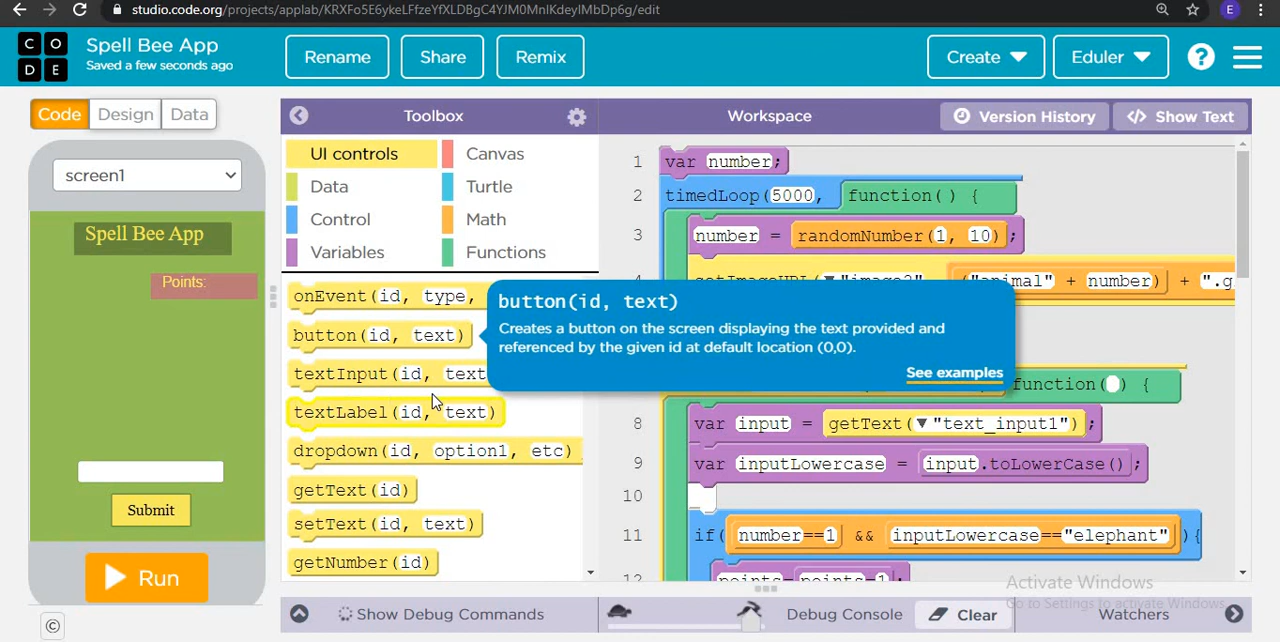 studio.code.org/projects/applab/KRXFo5E6ykeLFfzeYfXLDBgC4YJM0MnlKdeylMbDp6g/edit
E
C O
D E
Spell Bee App
Saved a few seconds ago
Rename
Share
Remix
Create
Eduler
?
Code
Design
Data
Toolbox
Workspace
Version History
Show Text
screen1
Spell Bee App
Points:
Submit
Run
UI controls
Canvas
Data
Turtle
Control
Math
Variables
Functions
onEvent(id, type,
button(id, text)
textInput(id, text
textLabel(id, text)
dropdown(id, option1, etc)
getText(id)
setText(id, text)
getNumber(id)
button(id, text)
Creates a button on the screen displaying the text provided and
referenced by the given id at default location (0,0).
See examples
1 var number;
2 timedLoop(5000, function() {
3 number = randomNumber(1, 10);
"animal" + number) + ".g
function() {
8 var input = getText("text_input1");
9 var inputLowercase = input.toLowerCase();
10
11 if(number==1 && inputLowercase=="elephant"){
12 points=points+1;
Activate Windows
Go to Settings to activate Windows.
Show Debug Commands
Debug Console
Clear
Watchers
©